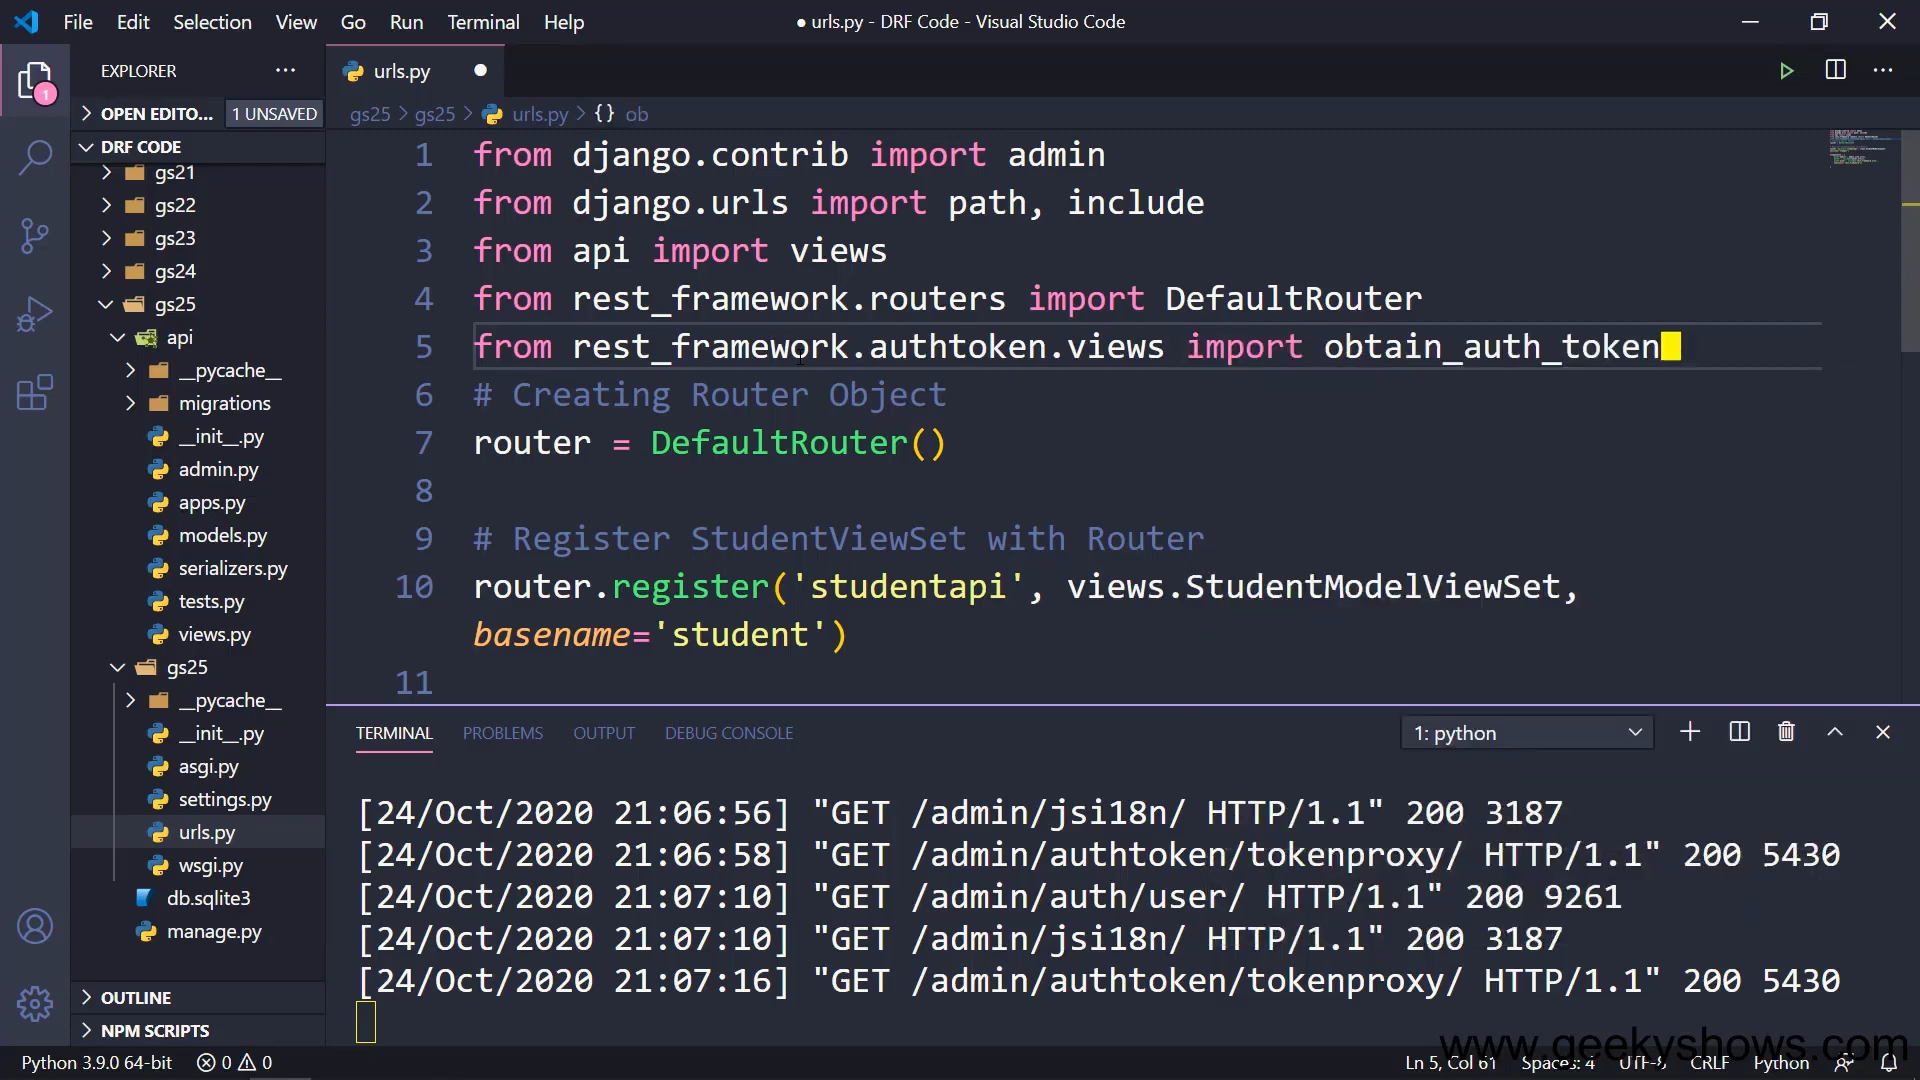 File Edit Selection View Go Run Terminal Help
● urls.py - DRF Code - Visual Studio Code
EXPLORER
1
OPEN EDITO... 1 UNSAVED
DRF CODE
gs21
gs22
gs23
gs24
gs25
api
__pycache__
migrations
__init__.py
admin.py
apps.py
models.py
serializers.py
tests.py
views.py
gs25
__pycache__
__init__.py
asgi.py
settings.py
urls.py
wsgi.py
db.sqlite3
manage.py
OUTLINE
NPM SCRIPTS
urls.py
gs25 > gs25 > urls.py > {} ob
1 from django.contrib import admin
2 from django.urls import path, include
3 from api import views
4 from rest_framework.routers import DefaultRouter
5 from rest_framework.authtoken.views import obtain_auth_token
6 # Creating Router Object
7 router = DefaultRouter()
8
9 # Register StudentViewSet with Router
10 router.register('studentapi', views.StudentModelViewSet,
basename='student')
11
TERMINAL PROBLEMS OUTPUT DEBUG CONSOLE 1: python
[24/Oct/2020 21:06:56] "GET /admin/jsi18n/ HTTP/1.1" 200 3187
[24/Oct/2020 21:06:58] "GET /admin/authtoken/tokenproxy/ HTTP/1.1" 200 5430
[24/Oct/2020 21:07:10] "GET /admin/auth/user/ HTTP/1.1" 200 9261
[24/Oct/2020 21:07:10] "GET /admin/jsi18n/ HTTP/1.1" 200 3187
[24/Oct/2020 21:07:16] "GET /admin/authtoken/tokenproxy/ HTTP/1.1" 200 5430
www.geekyshows.com
Python 3.9.0 64-bit 0 0 Ln 5, Col 61 Spaces: 4 UTF-8 CRLF Python